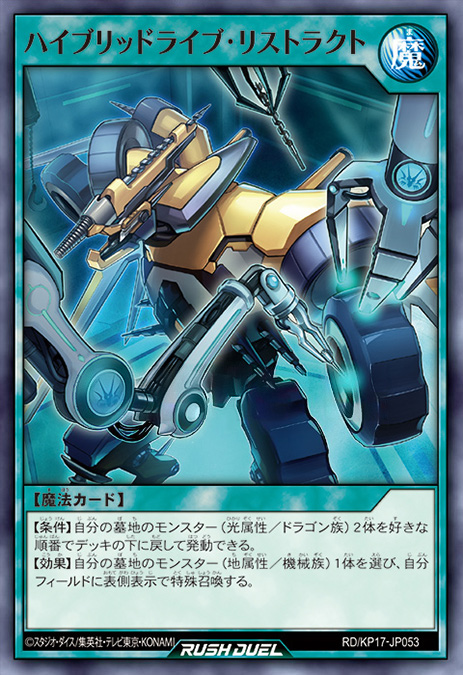 ハイブリッドライブ・リストラクト
魔
【魔法カード】
【条件】自分の墓地のモンスター（光属性／ドラゴン族）2体を好きな
順番でデッキの下に戻して発動できる。
【効果】自分の墓地のモンスター（地属性／機械族）1体を選び、自分
フィールドに表側表示で特殊召喚する。
©スタジオ・ダイス/集英社・テレビ東京・KONAMI
RUSH DUEL
RD/KP17-JP053